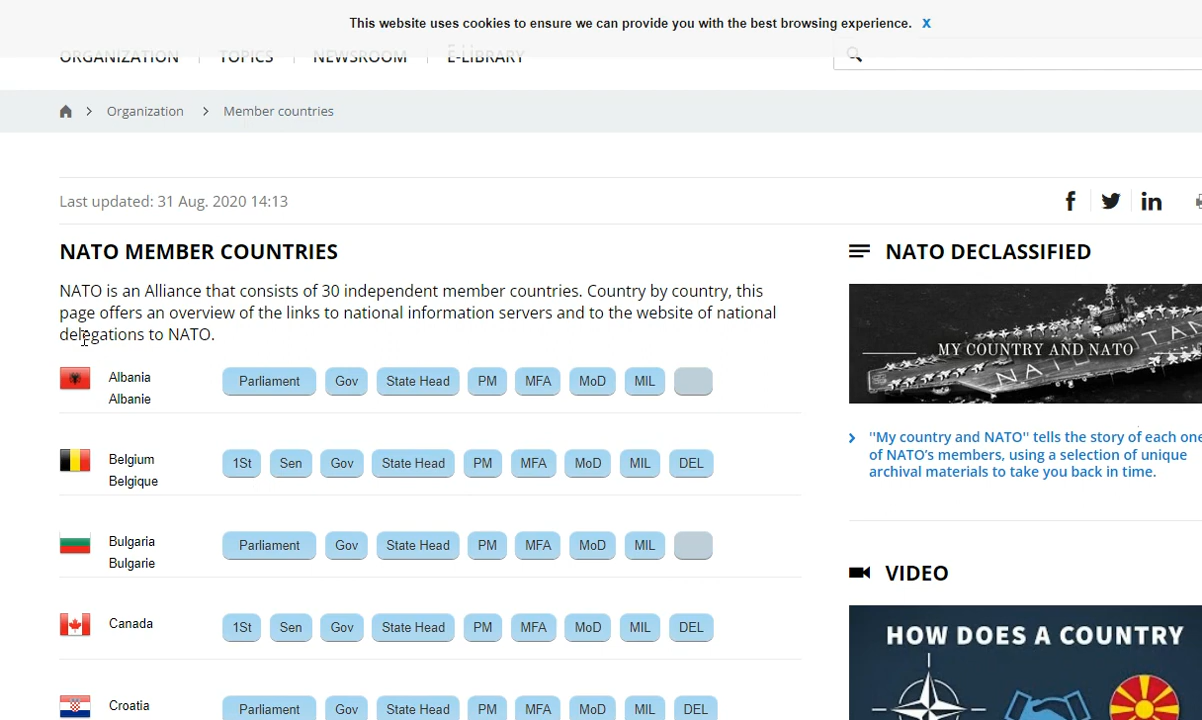 This website uses cookies to ensure we can provide you with the best browsing experience. X
ORGANIZATION TOPICS NEWSROOM E-LIBRARY
Organization Member countries
Last updated: 31 Aug. 2020 14:13
NATO MEMBER COUNTRIES
NATO is an Alliance that consists of 30 independent member countries. Country by country, this
page offers an overview of the links to national information servers and to the website of national
delegations to NATO.
Albania
Albanie
Parliament Gov State Head PM MFA MoD MIL
Belgium
Belgique
1St Sen Gov State Head PM MFA MoD MIL DEL
Bulgaria
Bulgarie
Parliament Gov State Head PM MFA MoD MIL
Canada
1St Sen Gov State Head PM MFA MoD MIL DEL
Croatia
Parliament Gov State Head PM MFA MoD MIL DEL
NATO DECLASSIFIED
MY COUNTRY AND NATO
"My country and NATO" tells the story of each one
of NATO's members, using a selection of unique
archival materials to take you back in time.
VIDEO
HOW DOES A COUNTRY